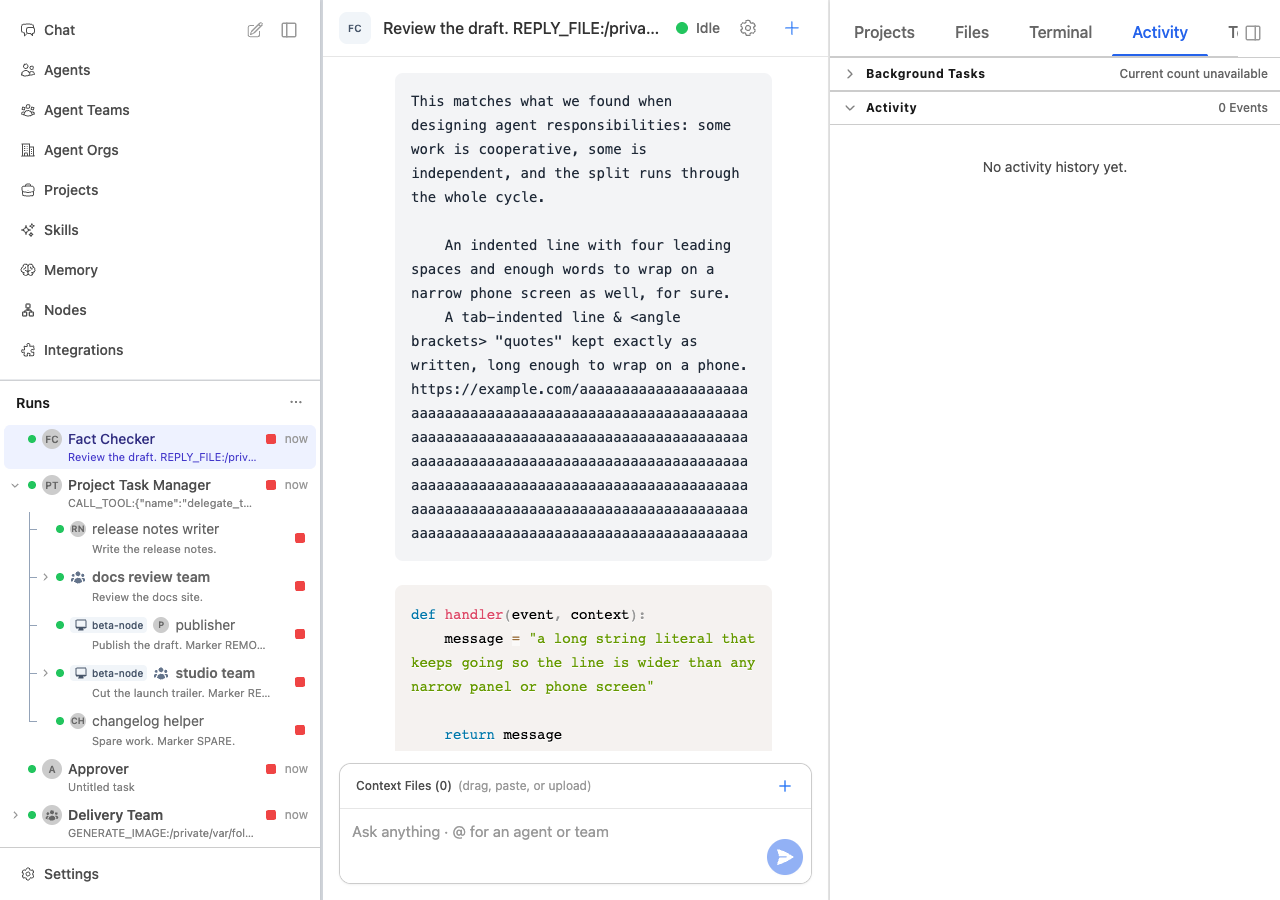 Chat
Agents
Agent Teams
Agent Orgs
Projects
Skills
Memory
Nodes
Integrations
Runs
...
FC Fact Checker now
Review the draft. REPLY_FILE:/priv...
PT Project Task Manager now
CALL_TOOL:{"name":"delegate_t...
RN release notes writer
Write the release notes.
docs review team
Review the docs site.
beta-node P publisher
Publish the draft. Marker REMO...
beta-node studio team
Cut the launch trailer. Marker RE...
CH changelog helper
Spare work. Marker SPARE.
A Approver now
Untitled task
Delivery Team now
GENERATE_IMAGE:/private/var/fol...
Settings
FC Review the draft. REPLY_FILE:/priva... Idle
This matches what we found when
designing agent responsibilities: some
work is cooperative, some is
independent, and the split runs through
the whole cycle.
An indented line with four leading
spaces and enough words to wrap on a
narrow phone screen as well, for sure.
A tab-indented line & <angle
brackets> "quotes" kept exactly as
written, long enough to wrap on a phone.
https://example.com/aaaaaaaaaaaaaaaaaaaa
aaaaaaaaaaaaaaaaaaaaaaaaaaaaaaaaaaaaaaaa
aaaaaaaaaaaaaaaaaaaaaaaaaaaaaaaaaaaaaaaa
aaaaaaaaaaaaaaaaaaaaaaaaaaaaaaaaaaaaaaaa
aaaaaaaaaaaaaaaaaaaaaaaaaaaaaaaaaaaaaaaa
aaaaaaaaaaaaaaaaaaaaaaaaaaaaaaaaaaaaaaaa
aaaaaaaaaaaaaaaaaaaaaaaaaaaaaaaaaaaaaaaa
def handler(event, context):
message = "a long string literal that
keeps going so the line is wider than any
narrow panel or phone screen"
return message
Context Files (0) (drag, paste, or upload)
Ask anything · @ for an agent or team
Projects Files Terminal Activity
Background Tasks Current count unavailable
Activity 0 Events
No activity history yet.